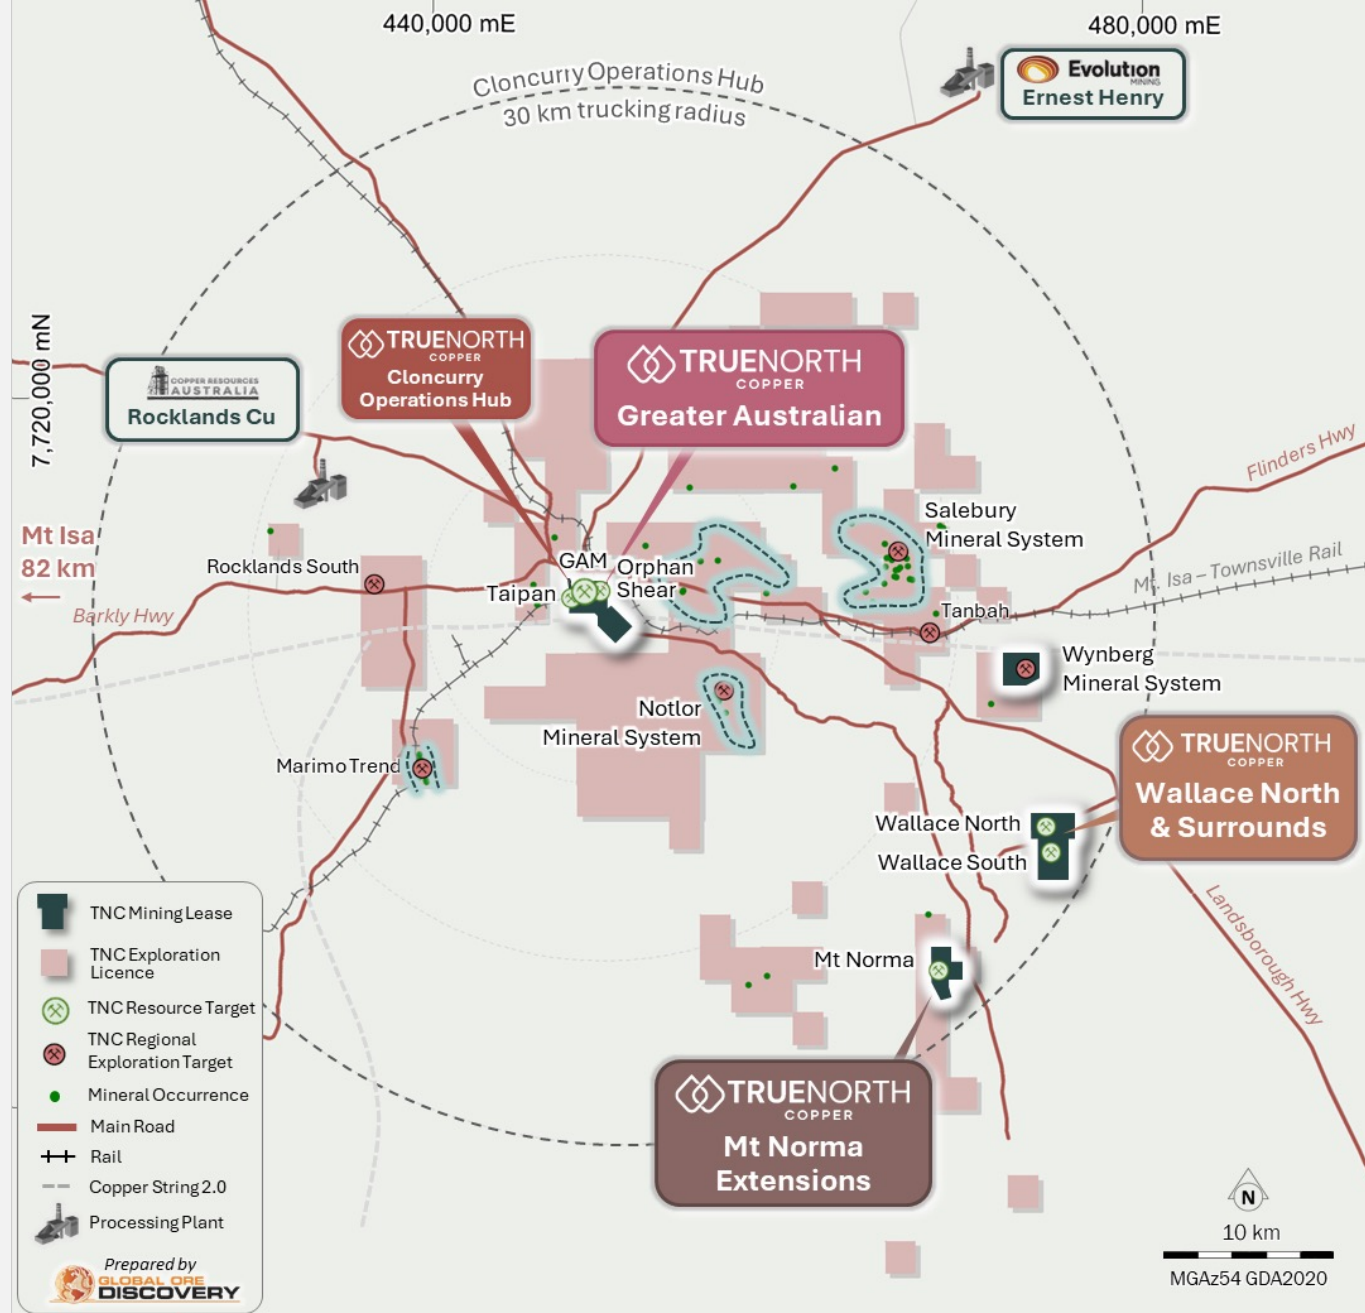 440,000 mE
480,000 mE
Cloncurry Operations Hub
30 km trucking radius
Evolution
MINING
Ernest Henry
7,720,000 mN
TRUENORTH
COPPER
Cloncurry
Operations Hub
TRUENORTH
COPPER
Greater Australian
COPPER RESOURCES
AUSTRALIA
Rocklands Cu
Flinders Hwy
Mt Isa
82 km
Barkly Hwy
Rocklands South
GAM
Taipan
Orphan
Shear
Salebury
Mineral System
Mt. Isa – Townsville Rail
Tanbah
Wynberg
Mineral System
Notlor
Mineral System
Marimo Trend
TRUENORTH
COPPER
Wallace North
& Surrounds
Wallace North
Wallace South
Landsborough Hwy
Mt Norma
TRUENORTH
COPPER
Mt Norma
Extensions
TNC Mining Lease
TNC Exploration
Licence
TNC Resource Target
TNC Regional
Exploration Target
Mineral Occurrence
Main Road
Rail
Copper String 2.0
Processing Plant
Prepared by
GLOBAL ORE
DISCOVERY
N
10 km
MGAz54 GDA2020